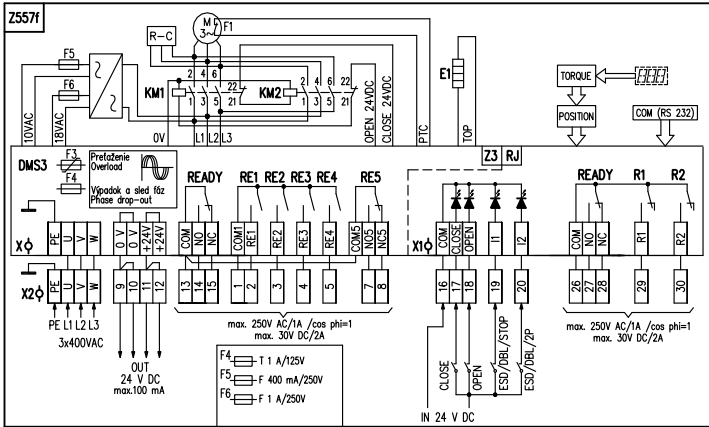 Z557f
R-C
M
3~
F1
F5
F6
2 4 6
22
KM1
1 3 5
21
KM2
2 4 6
22
1 3 5
21
E1
TORQUE
POSITION
COM (RS 232)
10VAC
18VAC
0V
L1 L2 L3
OPEN 24VDC
CLOSE 24VDC
PTC
TOP
DMS3
F3
F4
Preťaženie
Overload
Výpadok a sled fáz
Phase drop-out
Z3 RJ
READY
RE1 RE2 RE3 RE4
RE5
READY
R1
R2
X
PE U V W
0 V 0 V +24V +24V
COM NO NC
COM1 RE1 RE2 RE3 RE4
COM5 NO5 NC5
X1
COM CLOSE OPEN I1 I2
COM NO NC R1 R2
X2
PE U V W
9 10 11 12
13 14 15
1 2 3 4 5
7 8
16 17 18 19 20
26 27 28 29 30
PE L1 L2 L3
3x400VAC
OUT
24 V DC
max.100 mA
max. 250V AC/1A /cos phi=1
max. 30V DC/2A
F4 T 1 A/125V
F5 F 400 mA/250V
F6 F 1 A/250V
CLOSE
OPEN
ESD/DBL/STOP
ESD/DBL/2P
IN 24 V DC
max. 250V AC/1A /cos phi=1
max. 30V DC/2A